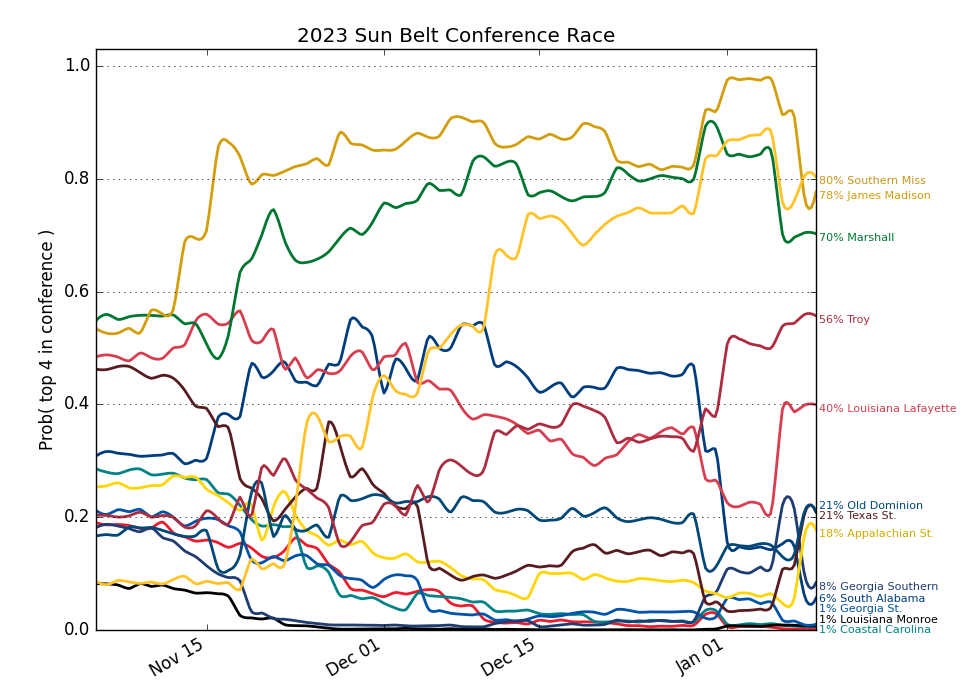 2023 Sun Belt Conference Race
1.0
0.8
0.6
0.4
0.2
0.0
Prob( top 4 in conference )
Nov 15
Dec 01
Dec 15
Jan 01
80% Southern Miss
78% James Madison
70% Marshall
56% Troy
40% Louisiana Lafayette
21% Old Dominion
21% Texas St.
18% Appalachian St.
8% Georgia Southern
6% South Alabama
1% Georgia St.
1% Louisiana Monroe
1% Coastal Carolina